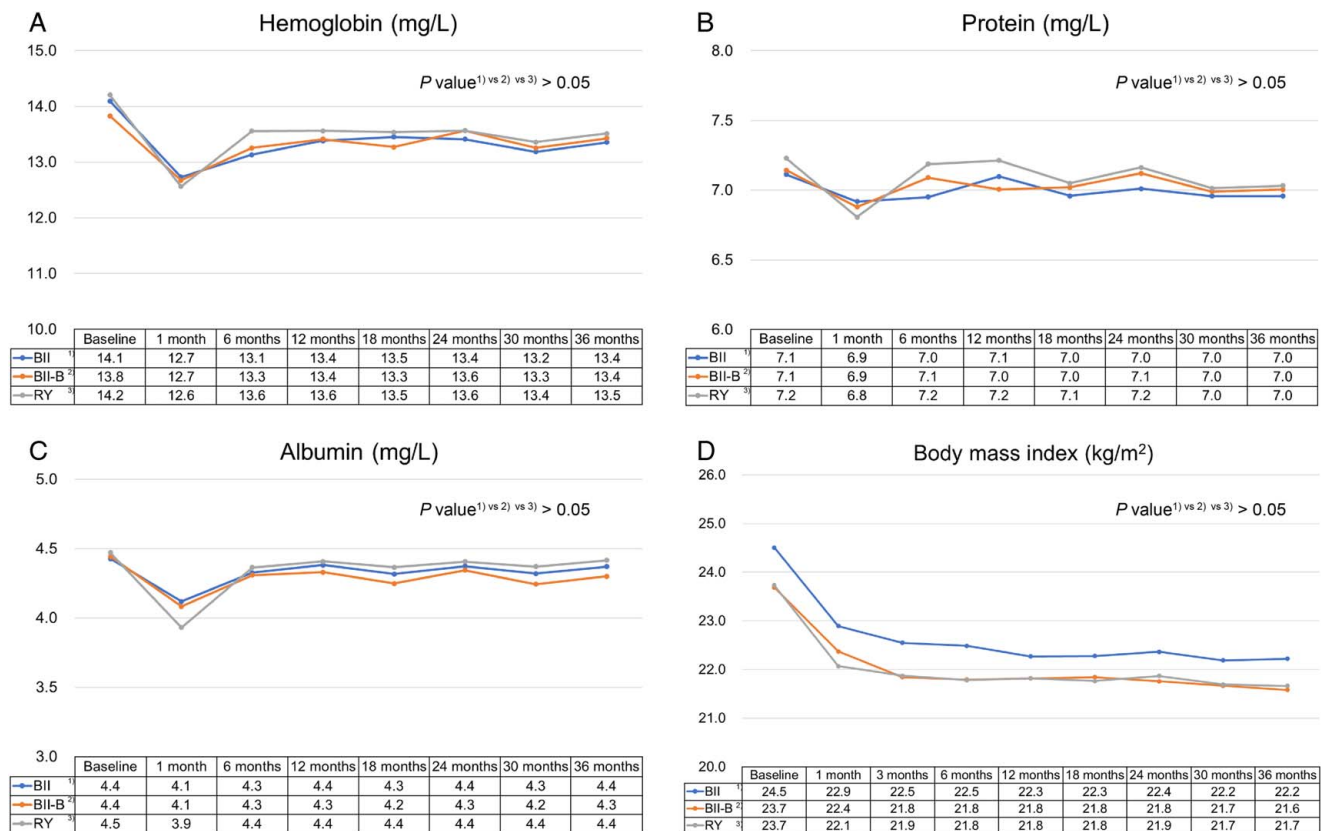 A
Hemoglobin (mg/L)
P value1) vs 2) vs 3) > 0.05
15.0
14.0
13.0
12.0
11.0
10.0
Baseline 1 month 6 months 12 months 18 months 24 months 30 months 36 months
BII 1) 14.1 12.7 13.1 13.4 13.5 13.4 13.2 13.4
BII-B 2) 13.8 12.7 13.3 13.4 13.3 13.6 13.3 13.4
RY 3) 14.2 12.6 13.6 13.6 13.5 13.6 13.4 13.5
B
Protein (mg/L)
P value1) vs 2) vs 3) > 0.05
8.0
7.5
7.0
6.5
6.0
Baseline 1 month 6 months 12 months 18 months 24 months 30 months 36 months
BII 1) 7.1 6.9 7.0 7.1 7.0 7.0 7.0 7.0
BII-B 2) 7.1 6.9 7.1 7.0 7.0 7.1 7.0 7.0
RY 3) 7.2 6.8 7.2 7.2 7.1 7.2 7.0 7.0
C
Albumin (mg/L)
P value1) vs 2) vs 3) > 0.05
5.0
4.5
4.0
3.5
3.0
Baseline 1 month 6 months 12 months 18 months 24 months 30 months 36 months
BII 1) 4.4 4.1 4.3 4.4 4.3 4.4 4.3 4.4
BII-B 2) 4.4 4.1 4.3 4.3 4.2 4.3 4.2 4.3
RY 3) 4.5 3.9 4.4 4.4 4.4 4.4 4.4 4.4
D
Body mass index (kg/m2)
P value1) vs 2) vs 3) > 0.05
26.0
25.0
24.0
23.0
22.0
21.0
20.0
Baseline 1 month 3 months 6 months 12 months 18 months 24 months 30 months 36 months
BII 1) 24.5 22.9 22.5 22.5 22.3 22.3 22.4 22.2 22.2
BII-B 2) 23.7 22.4 21.8 21.8 21.8 21.8 21.8 21.7 21.6
RY 3) 23.7 22.1 21.9 21.8 21.8 21.8 21.9 21.7 21.7